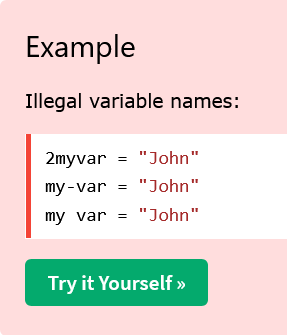 Example
Illegal variable names:
2myvar = "John"
my-var = "John"
my var = "John"
Try it Yourself »